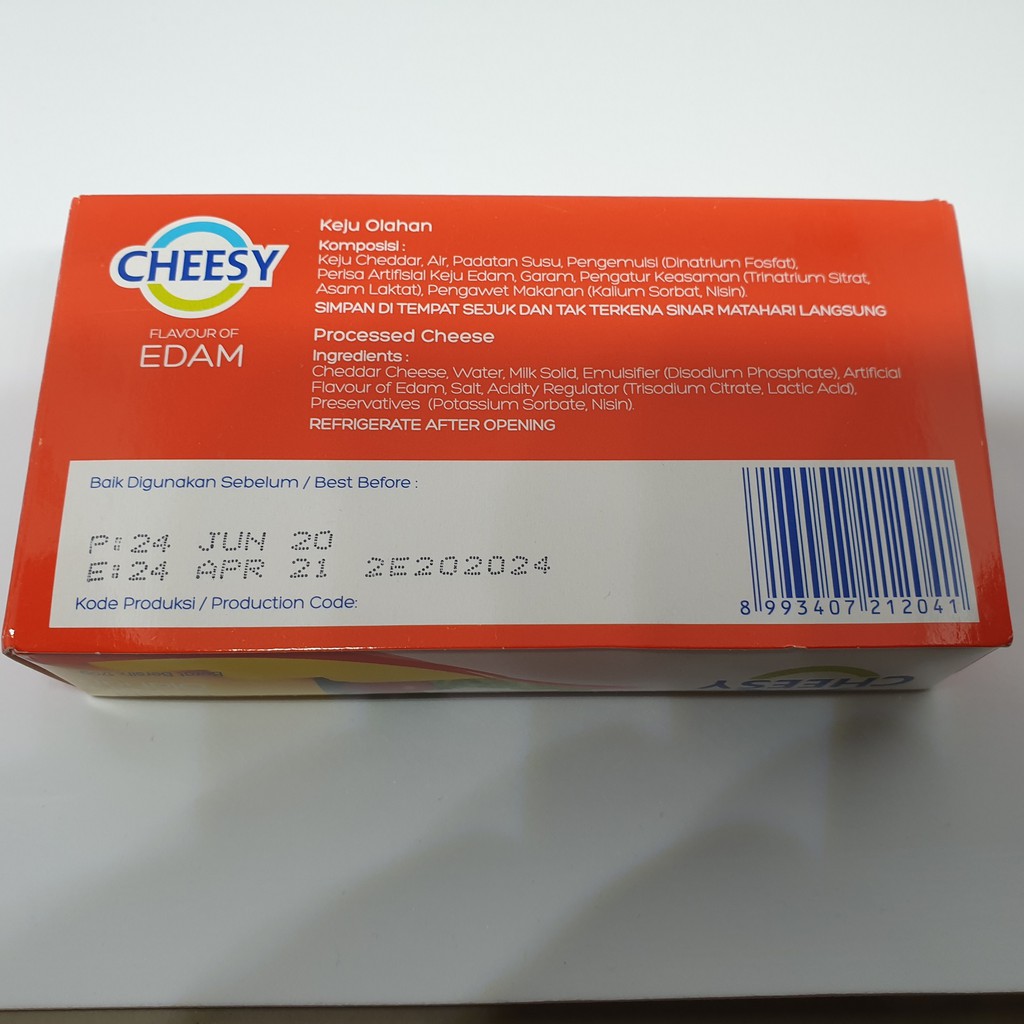 CHEESY
FLAVOUR OF
EDAM
Keju Olahan
Komposisi :
Keju Cheddar, Air, Padatan Susu, Pengemulsi (Dinatrium Fosfat),
Perisa Artifisial Keju Edam, Garam, Pengatur Keasaman (Trinatrium Sitrat,
Asam Laktat), Pengawet Makanan (Kalium Sorbat, Nisin).
SIMPAN DI TEMPAT SEJUK DAN TAK TERKENA SINAR MATAHARI LANGSUNG
Processed Cheese
Ingredients :
Cheddar Cheese, Water, Milk Solid, Emulsifier (Disodium Phosphate), Artificial
Flavour of Edam, Salt, Acidity Regulator (Trisodium Citrate, Lactic Acid),
Preservatives (Potassium Sorbate, Nisin).
REFRIGERATE AFTER OPENING
Baik Digunakan Sebelum / Best Before :
P:24 JUN 20
E:24 APR 21 2E202024
Kode Produksi / Production Code:
8 993407 212041
CHEESY